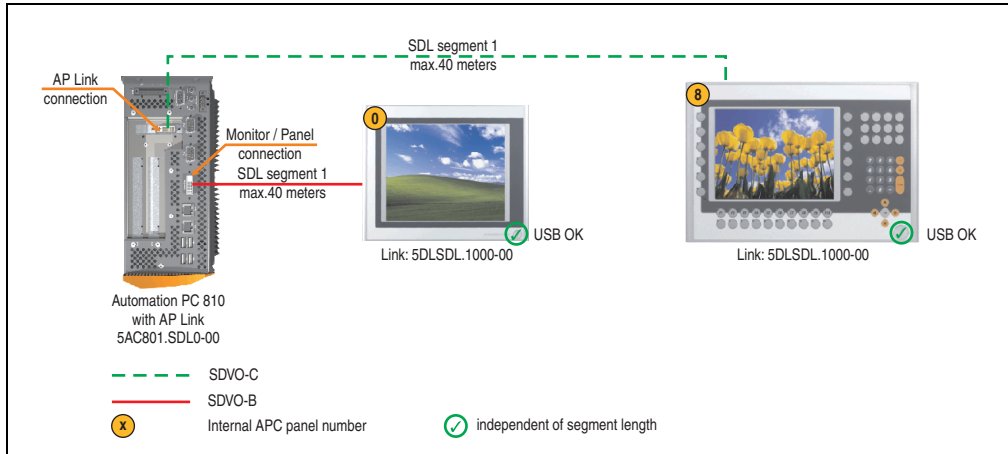 SDL segment 1
max.40 meters
AP Link
connection
8
0
Monitor / Panel
connection
SDL segment 1
max.40 meters
USB OK
Link: 5DLSDL.1000-00
USB OK
Link: 5DLSDL.1000-00
Automation PC 810
with AP Link
5AC801.SDL0-00
SDVO-C
SDVO-B
x
Internal APC panel number
independent of segment length